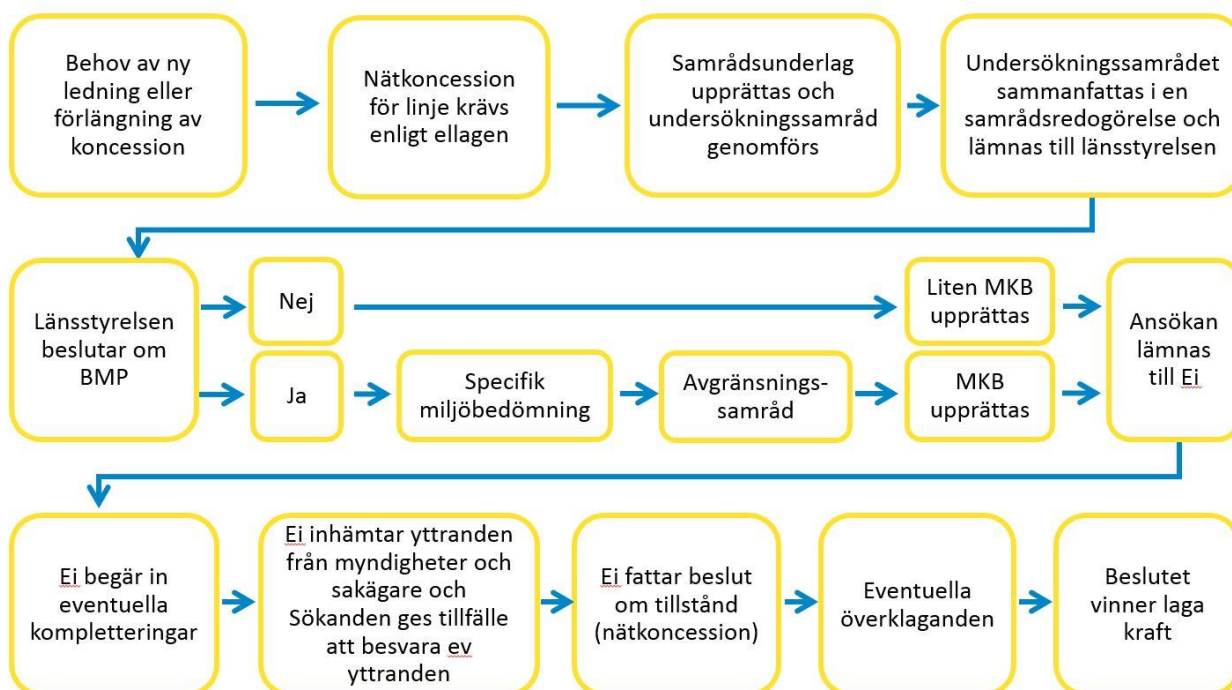 Behov av ny
ledning eller
förlängning av
koncession
Nätkoncession
för linje krävs
enligt ellagen
Samrådsunderlag
upprättas och
undersökningssamråd
genomförs
Undersökningssamrådet
sammanfattas i en
samrådsredogörelse och
lämnas till länsstyrelsen
Länsstyrelsen
beslutar om
BMP
Nej
Liten MKB
upprättas
Ja
Specifik
miljöbedömning
Avgränsnings-
samråd
MKB
upprättas
Ansökan
lämnas
till Ei
Ei begär in
eventuella
kompletteringar
Ei inhämtar yttranden
från myndigheter och
sakägare och
Sökanden ges tillfälle
att besvara ev
yttranden
Ei fattar beslut
om tillstånd
(nätkoncession)
Eventuella
överklaganden
Beslutet
vinner laga
kraft